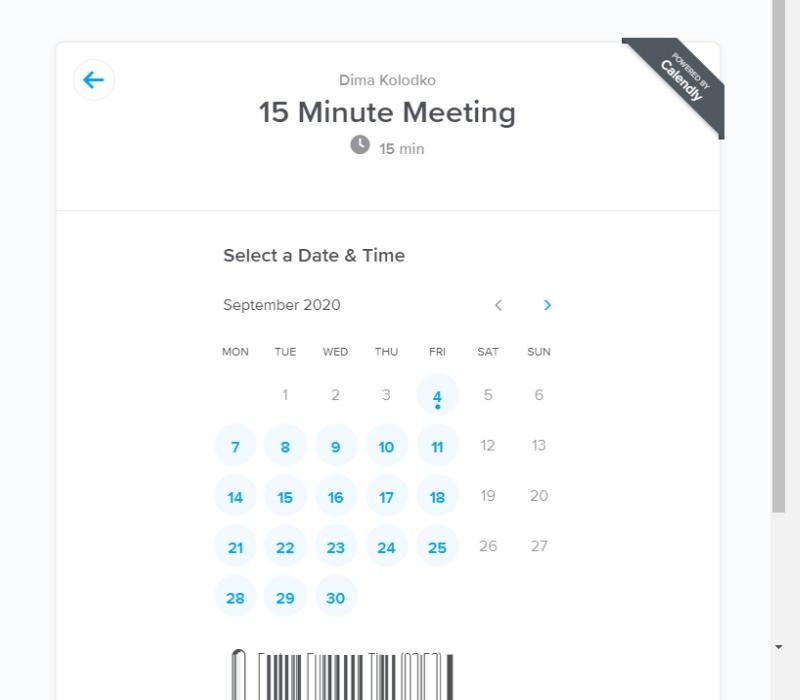 POWERED BY
Calendly
Dima Kolodko
15 Minute Meeting
15 min
Select a Date & Time
September 2020
MON TUE WED THU FRI SAT SUN
1 2 3 4 5 6
7 8 9 10 11 12 13
14 15 16 17 18 19 20
21 22 23 24 25 26 27
28 29 30